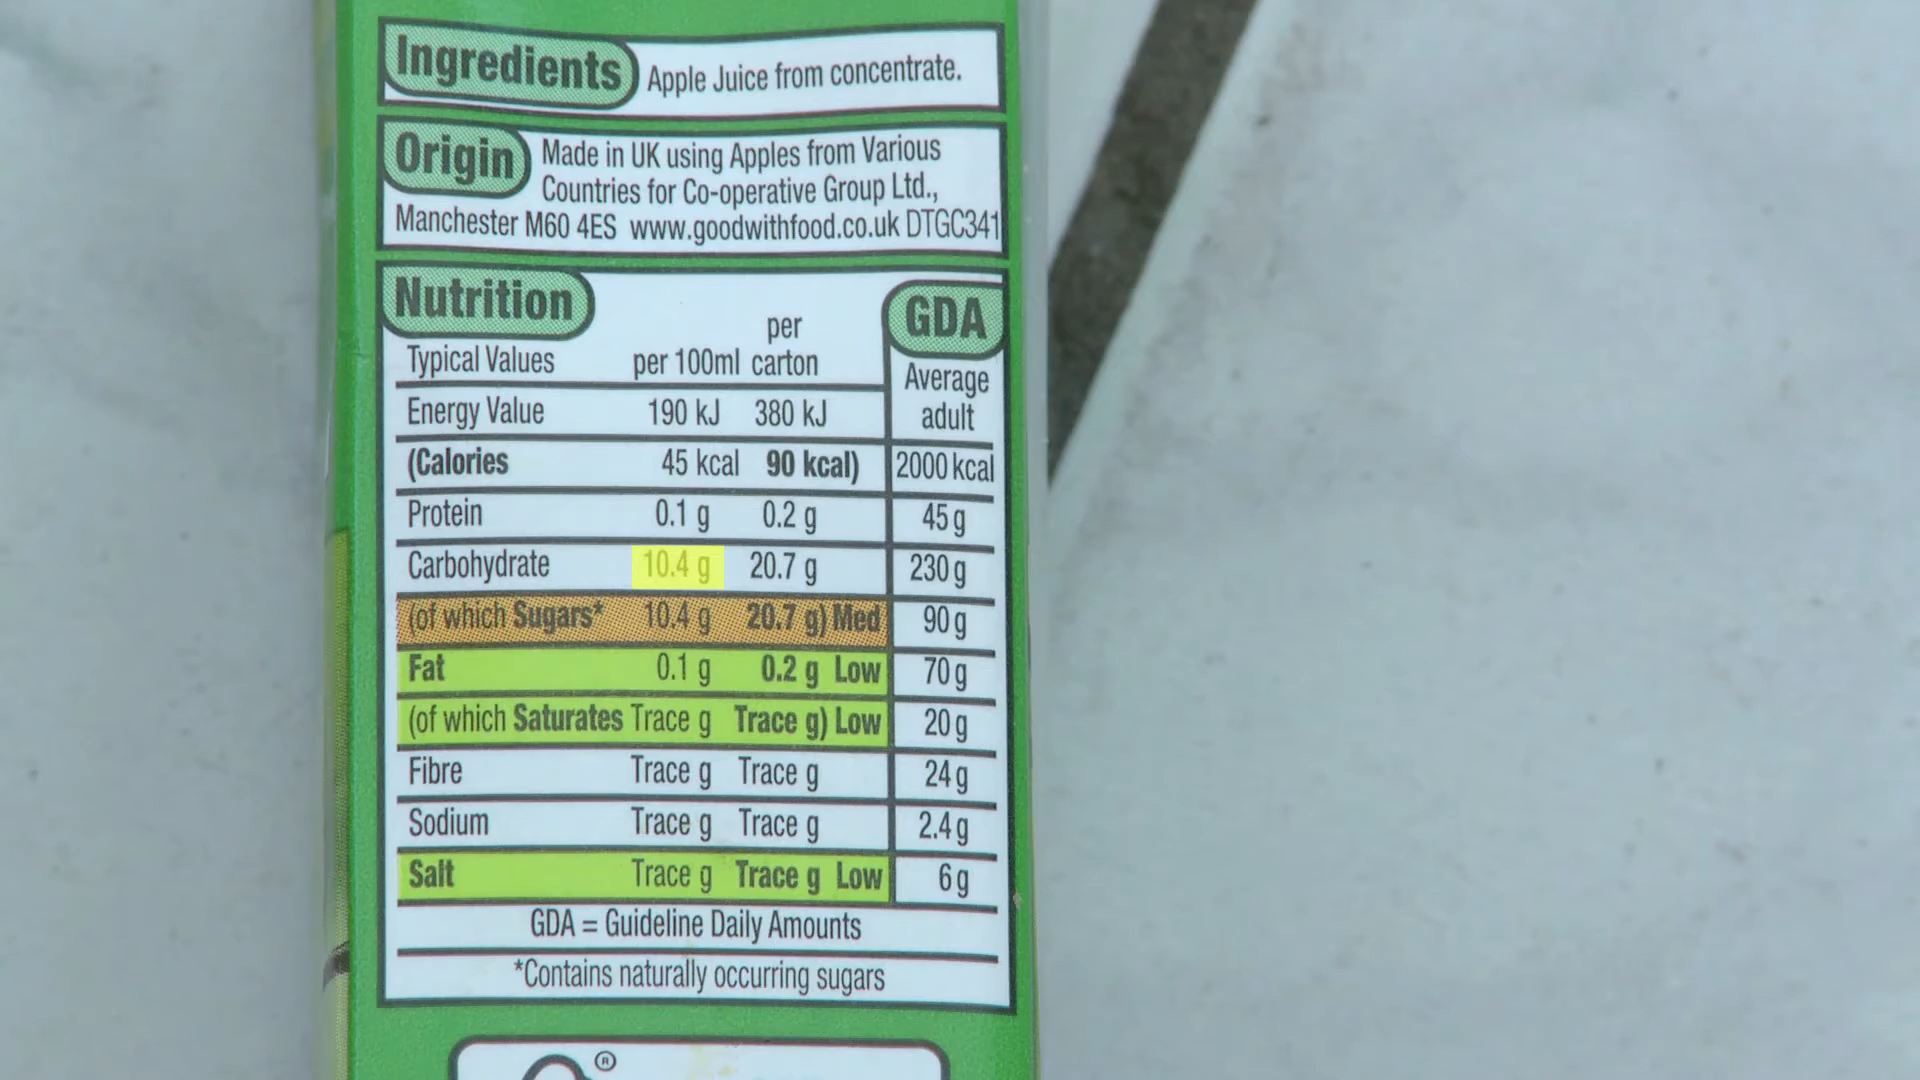 Ingredients Apple Juice from concentrate.
Origin Made in UK using Apples from Various
Countries for Co-operative Group Ltd.,
Manchester M60 4ES www.goodwithfood.co.uk DTGC341
Nutrition GDA
per
Typical Values per 100ml carton Average
adult
Energy Value 190 kJ 380 kJ
(Calories 45 kcal 90 kcal) 2000 kcal
Protein 0.1 g 0.2 g 45 g
Carbohydrate 10.4 g 20.7 g 230 g
(of which Sugars* 10.4 g 20.7 g) Med 90 g
Fat 0.1 g 0.2 g Low 70 g
(of which Saturates Trace g Trace g) Low 20 g
Fibre Trace g Trace g 24 g
Sodium Trace g Trace g 2.4 g
Salt Trace g Trace g Low 6 g
GDA = Guideline Daily Amounts
*Contains naturally occurring sugars
®